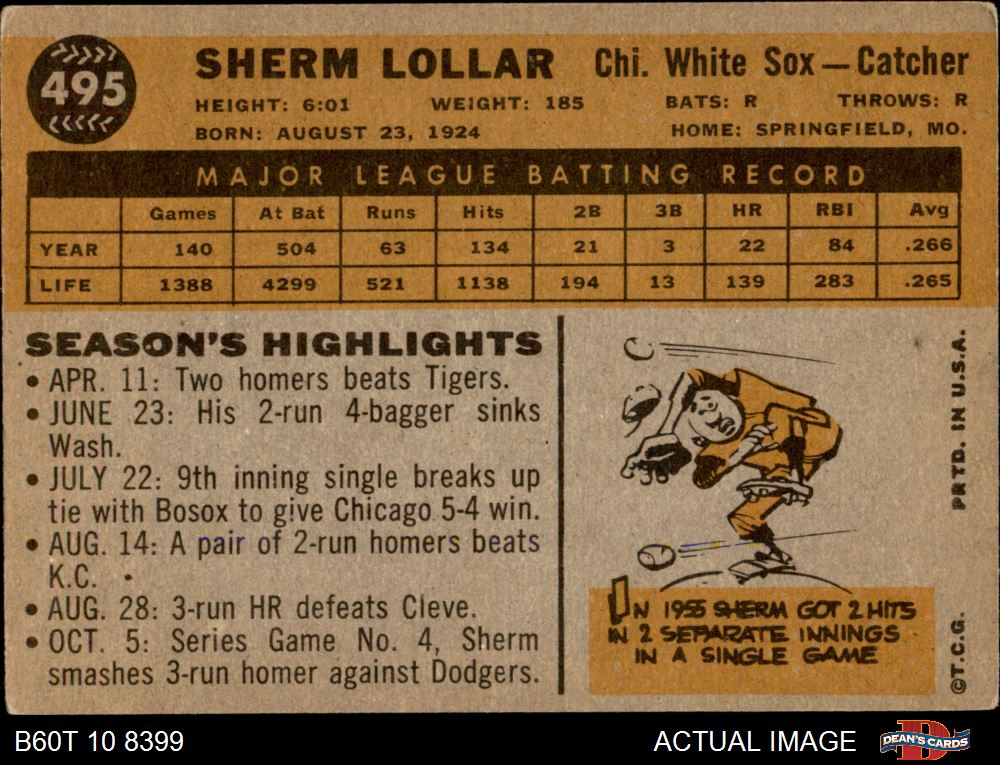 495
SHERM LOLLAR Chi. White Sox — Catcher
HEIGHT: 6:01 WEIGHT: 185 BATS: R THROWS: R
BORN: AUGUST 23, 1924 HOME: SPRINGFIELD, MO.
MAJOR LEAGUE BATTING RECORD
Games At Bat Runs Hits 2B 3B HR RBI Avg
YEAR 140 504 63 134 21 3 22 84 .266
LIFE 1388 4299 521 1138 194 13 139 283 .265
SEASON'S HIGHLIGHTS
• APR. 11: Two homers beats Tigers.
• JUNE 23: His 2-run 4-bagger sinks
Wash.
• JULY 22: 9th inning single breaks up
tie with Bosox to give Chicago 5-4 win.
• AUG. 14: A pair of 2-run homers beats
K.C.
• AUG. 28: 3-run HR defeats Cleve.
• OCT. 5: Series Game No. 4, Sherm
smashes 3-run homer against Dodgers.
IN 1955 SHERM GOT 2 HITS
IN 2 SEPARATE INNINGS
IN A SINGLE GAME
©T.C.G. PRTD. IN U.S.A.
B60T 10 8399 ACTUAL IMAGE DEAN'S CARDS